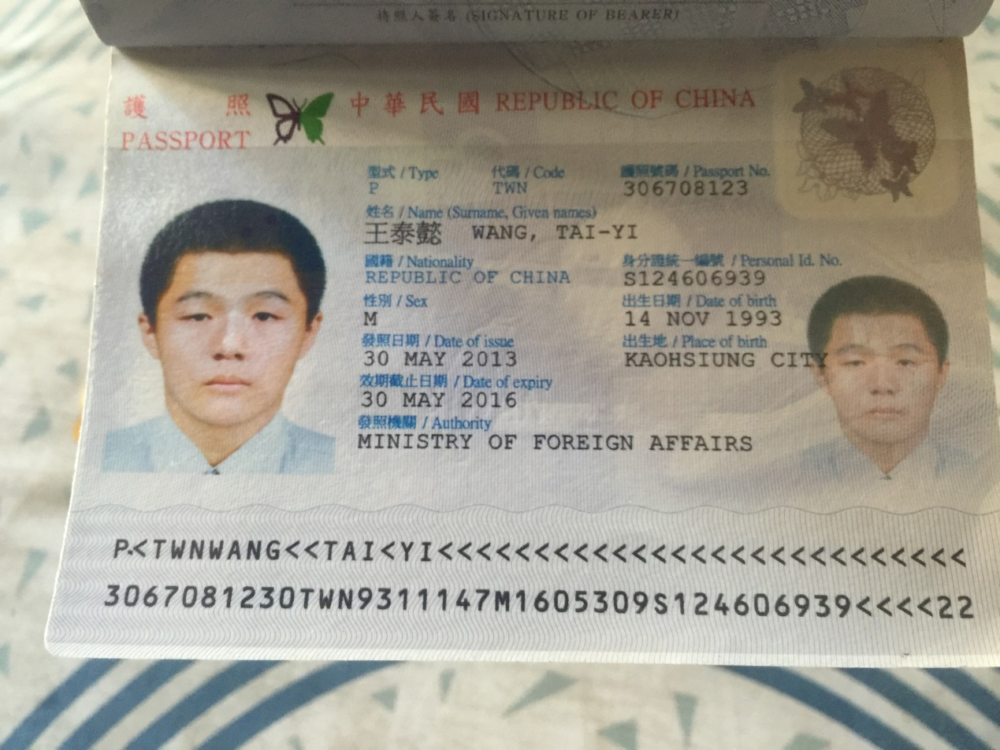 持照人簽名 (SIGNATURE OF BEARER)
護照 中華民國 REPUBLIC OF CHINA
PASSPORT
型式 / Type 代碼 / Code 護照號碼 / Passport No.
P TWN 306708123
姓名 / Name (Surname, Given names)
王泰懿 WANG, TAI-YI
國籍 / Nationality 身分證統一編號 / Personal Id. No.
REPUBLIC OF CHINA S124606939
性別 / Sex 出生日期 / Date of birth
M 14 NOV 1993
發照日期 / Date of issue 出生地 / Place of birth
30 MAY 2013 KAOHSIUNG CITY
效期截止日期 / Date of expiry
30 MAY 2016
發照機關 / Authority
MINISTRY OF FOREIGN AFFAIRS
P<TWNWANG<<TAI<YI<<<<<<<<<<<<<<<<<<<<<<<<<<<
3067081230TWN9311147M1605309S124606939<<<<22